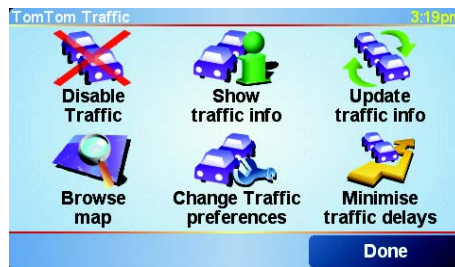 TomTom Traffic 3:19pm
Disable Show Update
Traffic traffic info traffic info
Browse Change Traffic Minimise
map preferences traffic delays
Done